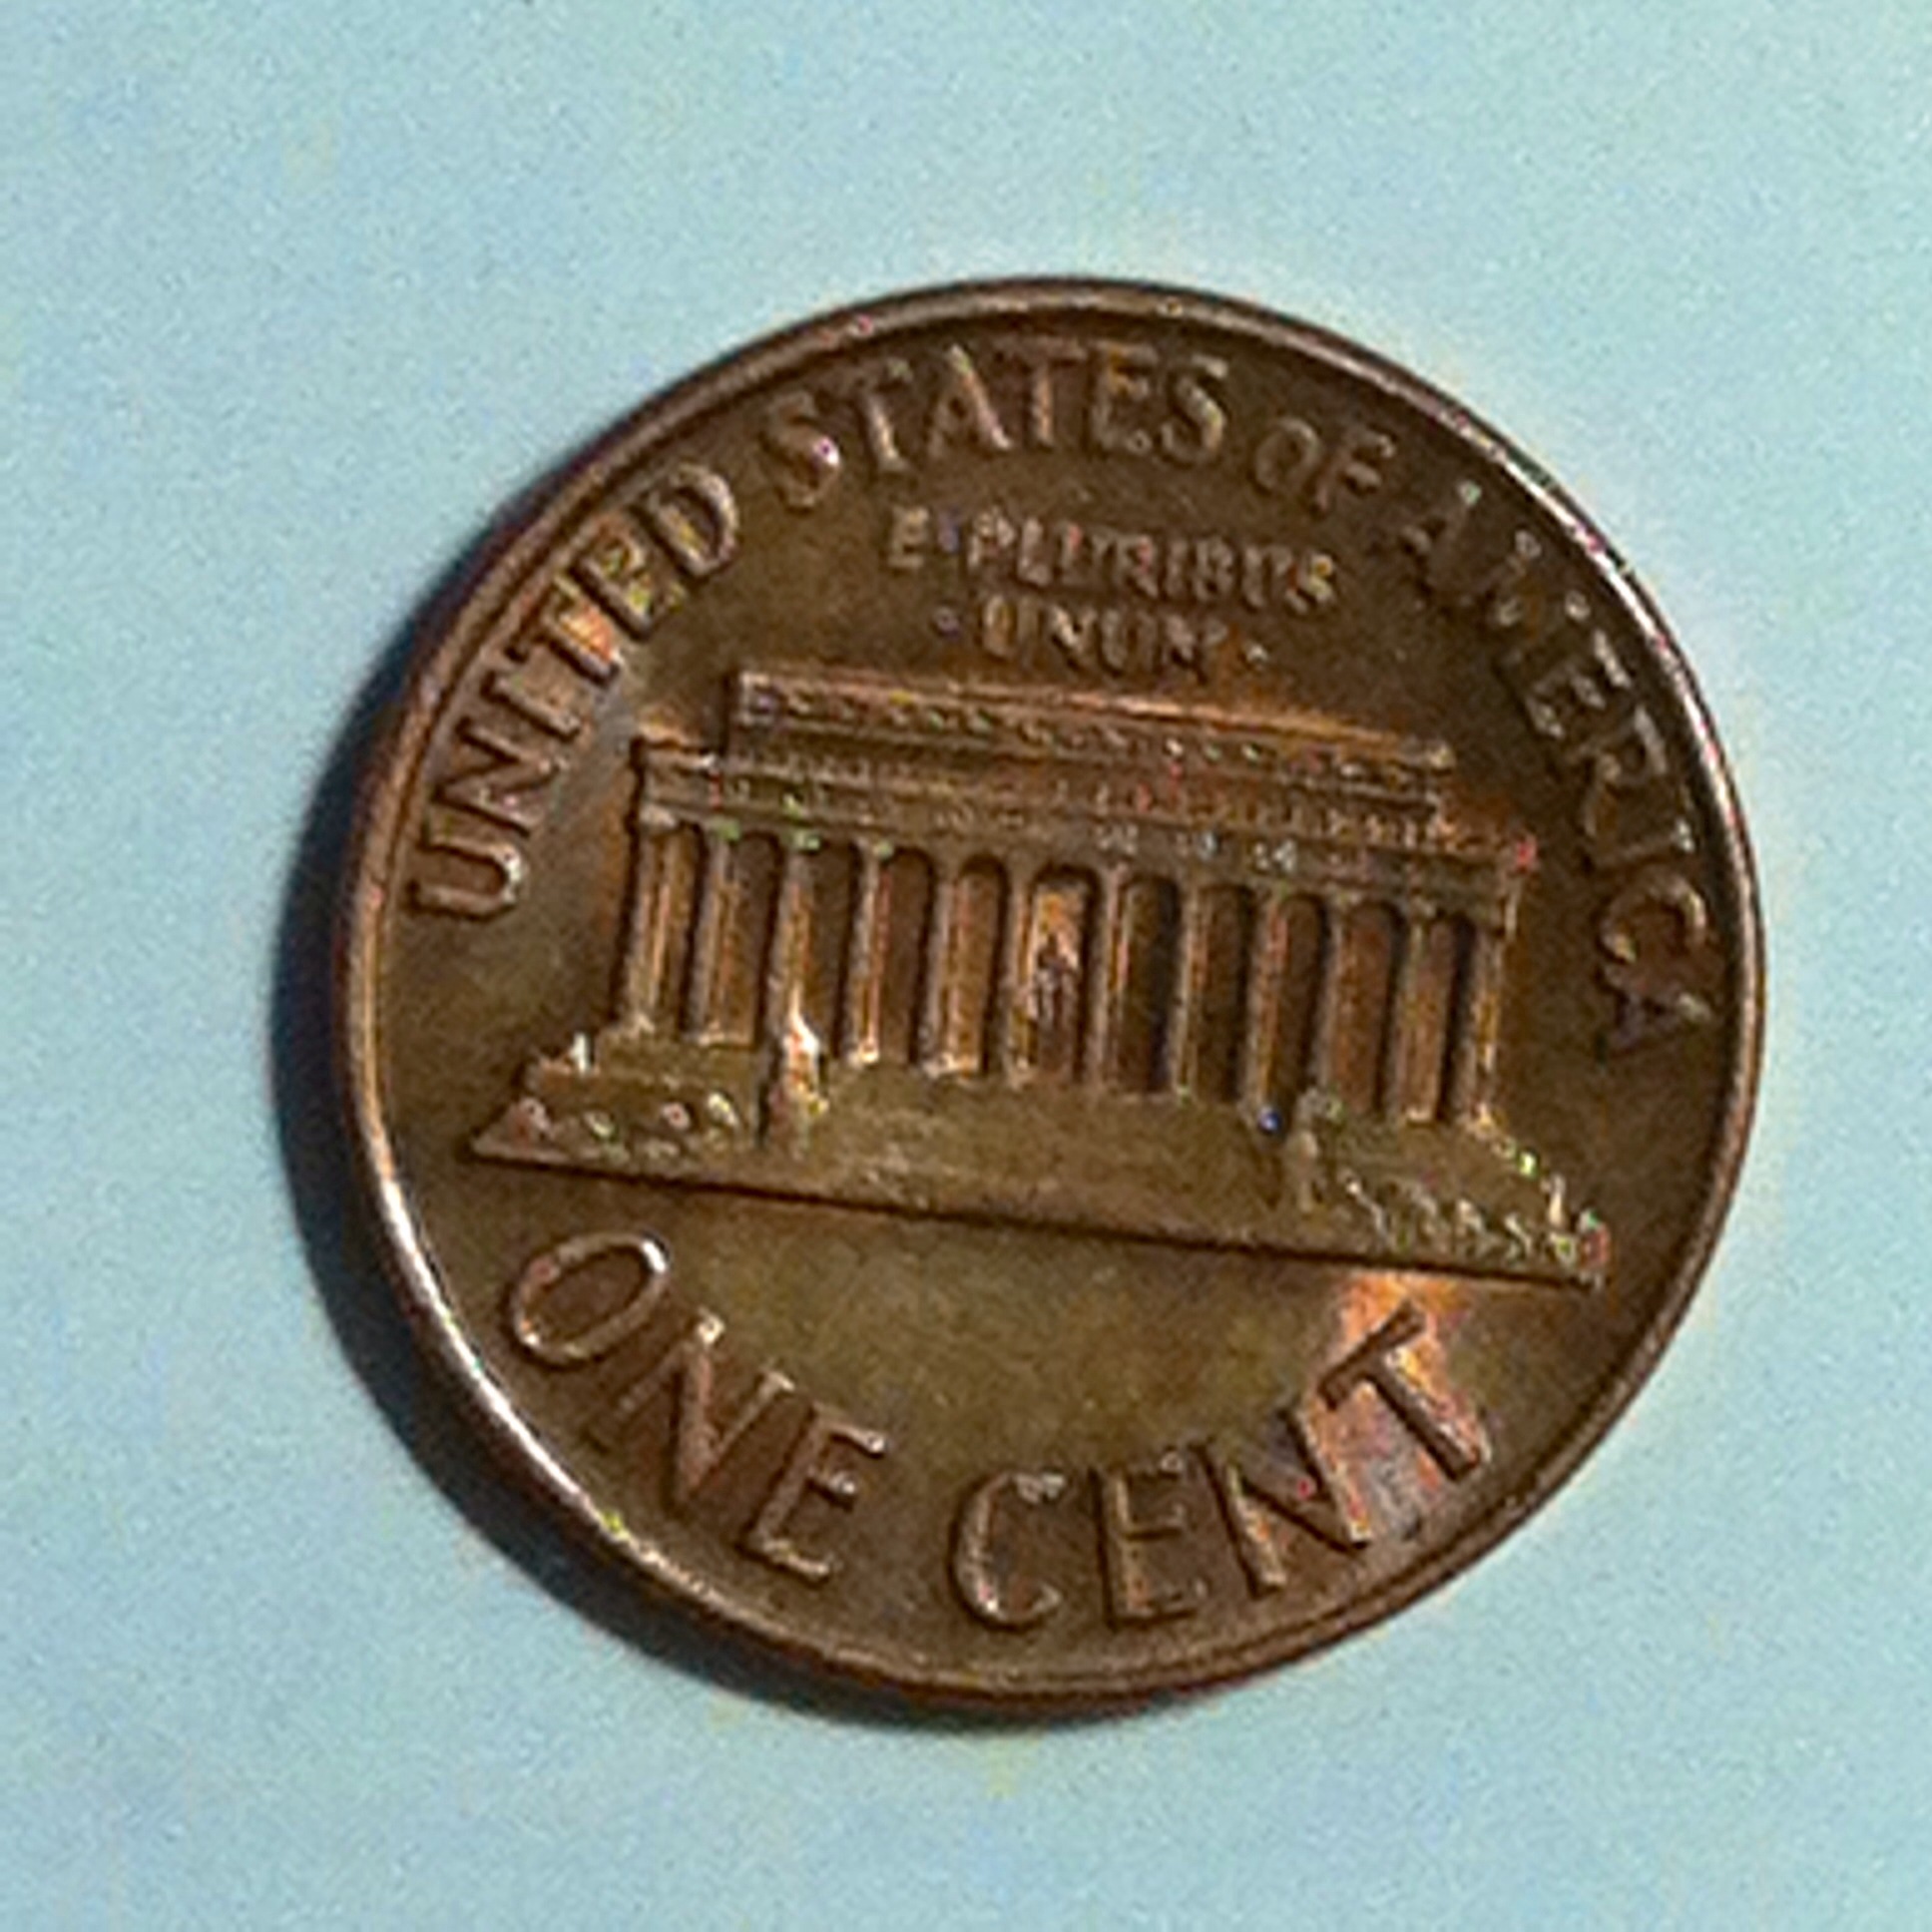 UNITED STATES OF AMERICA
E·PLURIBUS
·UNUM·
ONE CENT